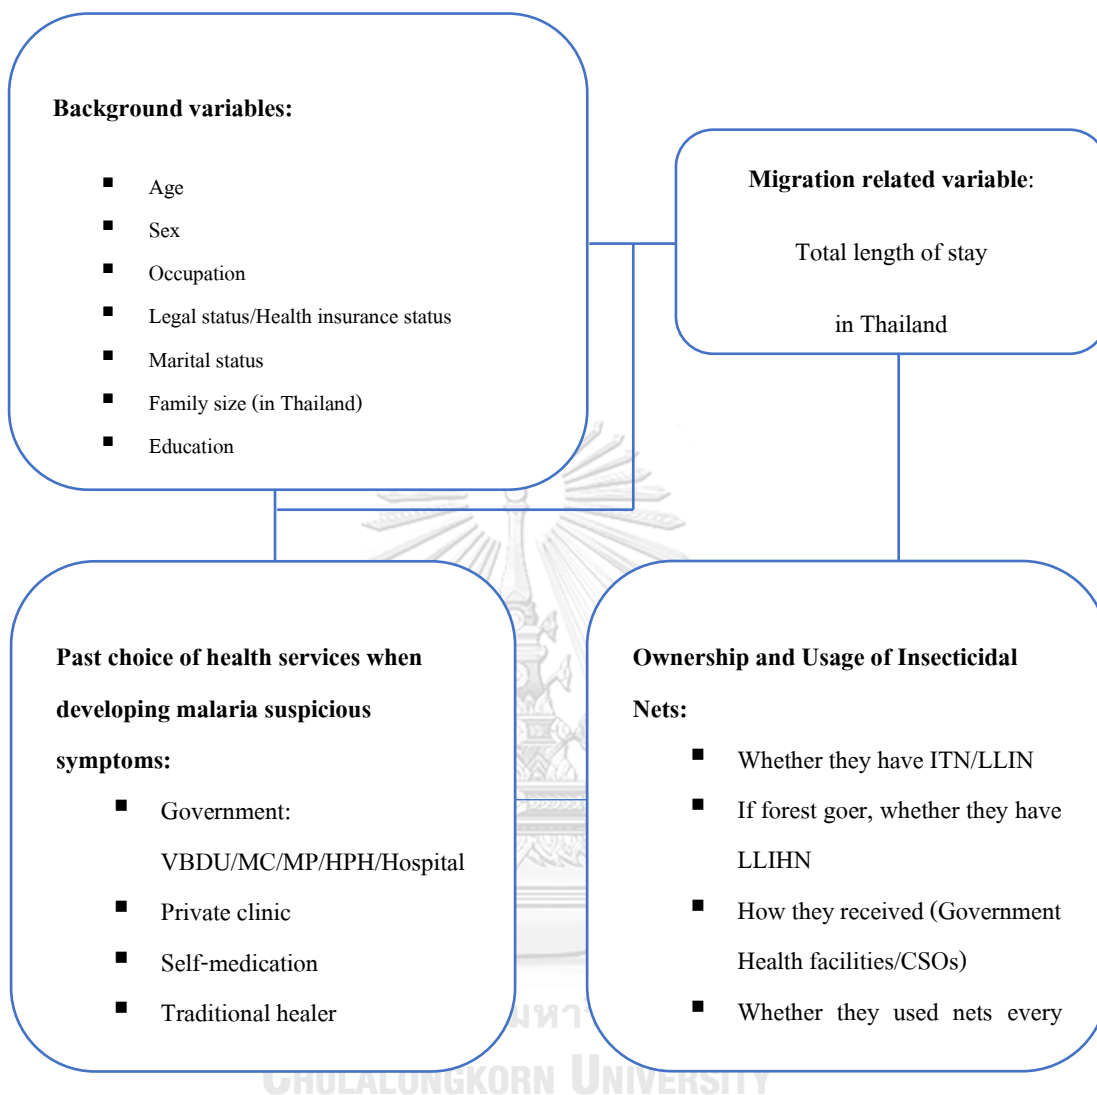 Background variables:
▪ Age
▪ Sex
▪ Occupation
▪ Legal status/Health insurance status
▪ Marital status
▪ Family size (in Thailand)
▪ Education
Migration related variable:
Total length of stay
in Thailand
Past choice of health services when
developing malaria suspicious
symptoms:
▪ Government:
VBDU/MC/MP/HPH/Hospital
▪ Private clinic
▪ Self-medication
▪ Traditional healer
Ownership and Usage of Insecticidal
Nets:
▪ Whether they have ITN/LLIN
▪ If forest goer, whether they have
LLIHN
▪ How they received (Government
Health facilities/CSOs)
▪ Whether they used nets every
CHULALONGKORN UNIVERSITY